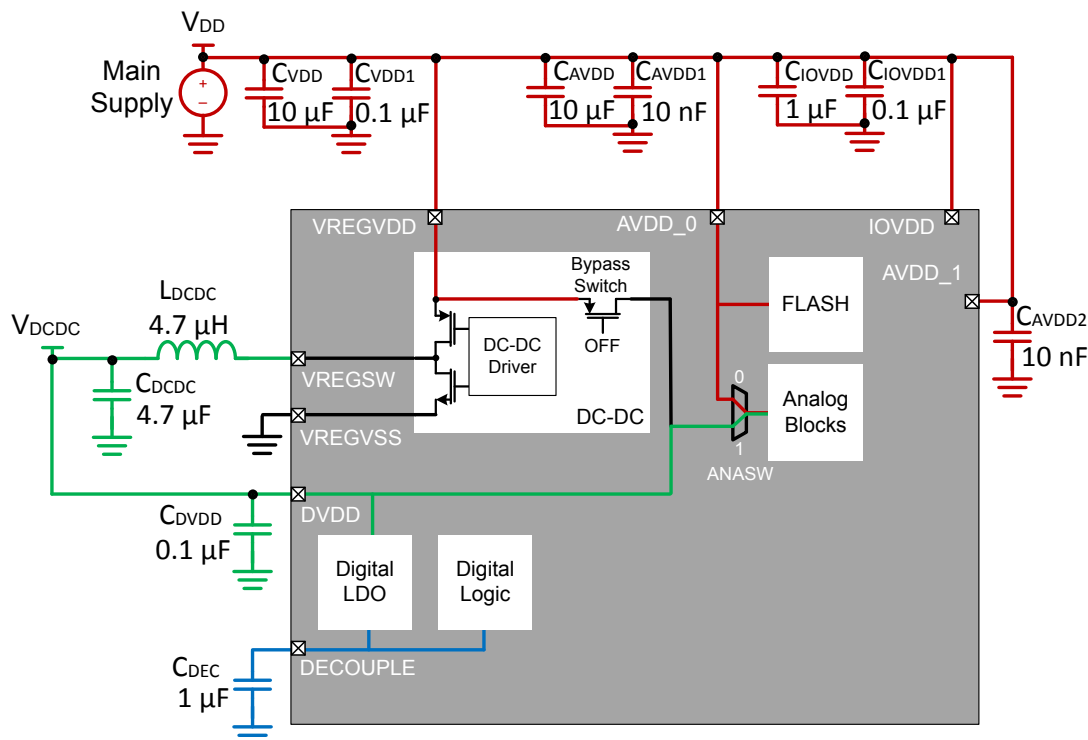 VDD
Main
Supply
+
−
CVDD
10 µF
CVDD1
0.1 µF
CAVDD
10 µF
CAVDD1
10 nF
CIOVDD
1 µF
CIOVDD1
0.1 µF
VREGVDD
AVDD_0
IOVDD
AVDD_1
Bypass
Switch
OFF
FLASH
LDCDC
4.7 µH
VDCDC
CDCDC
4.7 µF
VREGSW
VREGVSS
DC-DC
Driver
DC-DC
0
1
ANASW
Analog
Blocks
CAVDD2
10 nF
CDVDD
0.1 µF
DVDD
Digital
LDO
Digital
Logic
DECOUPLE
CDEC
1 µF